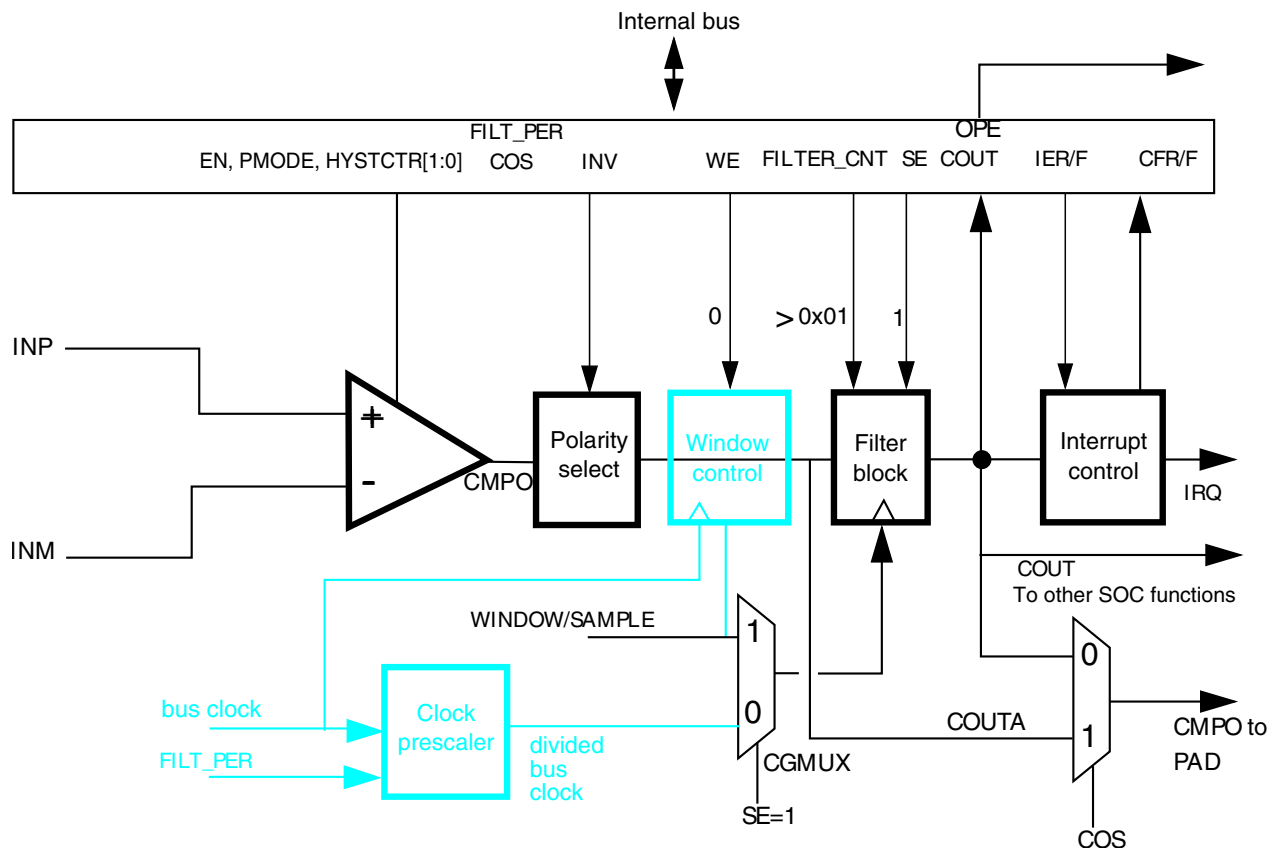 Internal bus
FILT_PER
OPE
EN, PMODE, HYSTCTR[1:0]
COS
INV
WE
FILTER_CNT
SE
COUT
IER/F
CFR/F
0
> 0x01
1
INP
+
-
CMPO
Polarity
select
Window
control
Filter
block
Interrupt
control
IRQ
INM
COUT
To other SOC functions
WINDOW/SAMPLE
1
0
bus clock
FILT_PER
Clock
prescaler
divided
bus
clock
CGMUX
SE=1
COUTA
0
1
CMPO to
PAD
COS